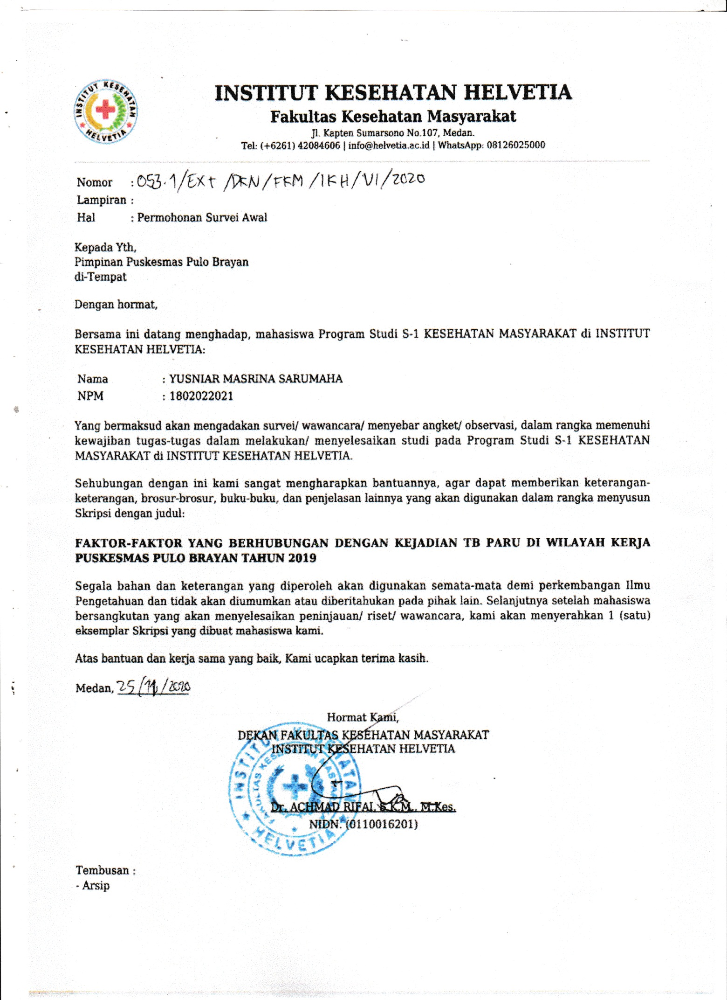 INSTITUT KESEHATAN HELVETIA
INSTITUT KESEHATAN HELVETIA
Fakultas Kesehatan Masyarakat
Jl. Kapten Sumarsono No.107, Medan.
Tel: (+6261) 42084606 | info@helvetia.ac.id | WhatsApp: 08126025000
Nomor : 053.1/EXt/DKN/FKM/IKH/VI/2020
Lampiran :
Hal : Permohonan Survei Awal
Kepada Yth,
Pimpinan Puskesmas Pulo Brayan
di-Tempat
Dengan hormat,
Bersama ini datang menghadap, mahasiswa Program Studi S-1 KESEHATAN MASYARAKAT di INSTITUT
KESEHATAN HELVETIA:
Nama : YUSNIAR MASRINA SARUMAHA
NPM : 1802022021
Yang bermaksud akan mengadakan survei/ wawancara/ menyebar angket/ observasi, dalam rangka memenuhi
kewajiban tugas-tugas dalam melakukan/ menyelesaikan studi pada Program Studi S-1 KESEHATAN
MASYARAKAT di INSTITUT KESEHATAN HELVETIA.
Sehubungan dengan ini kami sangat mengharapkan bantuannya, agar dapat memberikan keterangan-
keterangan, brosur-brosur, buku-buku, dan penjelasan lainnya yang akan digunakan dalam rangka menyusun
Skripsi dengan judul:
FAKTOR-FAKTOR YANG BERHUBUNGAN DENGAN KEJADIAN TB PARU DI WILAYAH KERJA
PUSKESMAS PULO BRAYAN TAHUN 2019
Segala bahan dan keterangan yang diperoleh akan digunakan semata-mata demi perkembangan Ilmu
Pengetahuan dan tidak akan diumumkan atau diberitahukan pada pihak lain. Selanjutnya setelah mahasiswa
bersangkutan yang akan menyelesaikan peninjauan/ riset/ wawancara, kami akan menyerahkan 1 (satu)
eksemplar Skripsi yang dibuat mahasiswa kami.
Atas bantuan dan kerja sama yang baik, Kami ucapkan terima kasih.
Medan, 25/ /2020
Hormat Kami,
DEKAN FAKULTAS KESEHATAN MASYARAKAT
INSTITUT KESEHATAN HELVETIA
INSTITUT KESEHATAN HELVETIA
FAKULTAS KESEHATAN MASYARAKAT
Dr. ACHMAD RIFAI, S.K.M., M.Kes.
NIDN. (0110016201)
Tembusan :
- Arsip